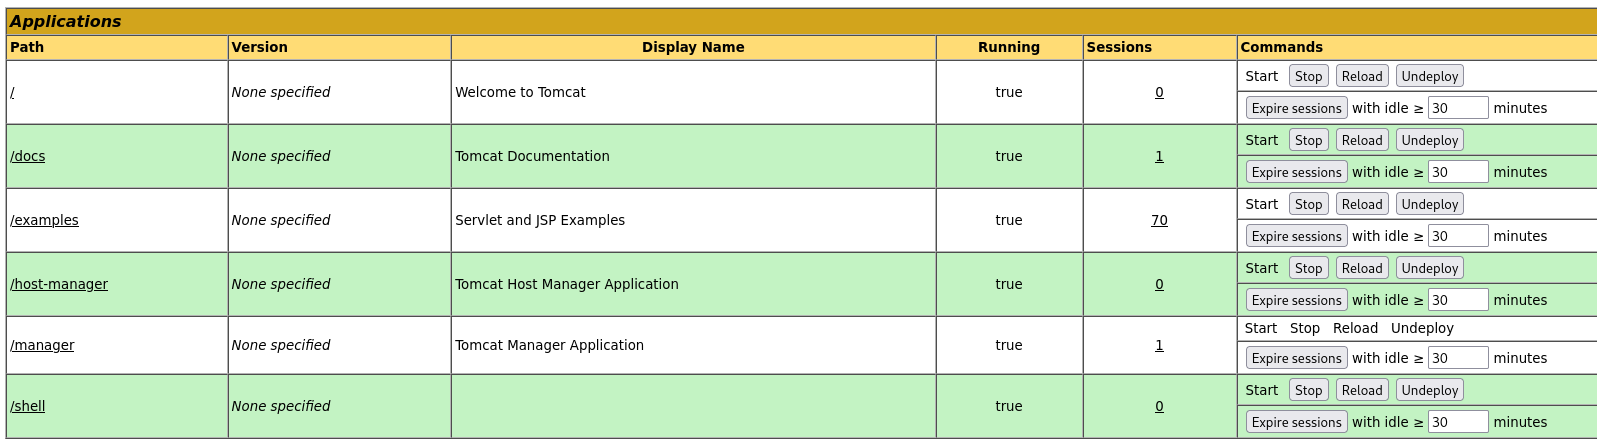 Applications
Path Version Display Name Running Sessions Commands
/ None specified Welcome to Tomcat true 0 Start Stop Reload Undeploy
Expire sessions with idle ≥ 30 minutes
/docs None specified Tomcat Documentation true 1 Start Stop Reload Undeploy
Expire sessions with idle ≥ 30 minutes
/examples None specified Servlet and JSP Examples true 70 Start Stop Reload Undeploy
Expire sessions with idle ≥ 30 minutes
/host-manager None specified Tomcat Host Manager Application true 0 Start Stop Reload Undeploy
Expire sessions with idle ≥ 30 minutes
/manager None specified Tomcat Manager Application true 1 Start Stop Reload Undeploy
Expire sessions with idle ≥ 30 minutes
/shell None specified true 0 Start Stop Reload Undeploy
Expire sessions with idle ≥ 30 minutes